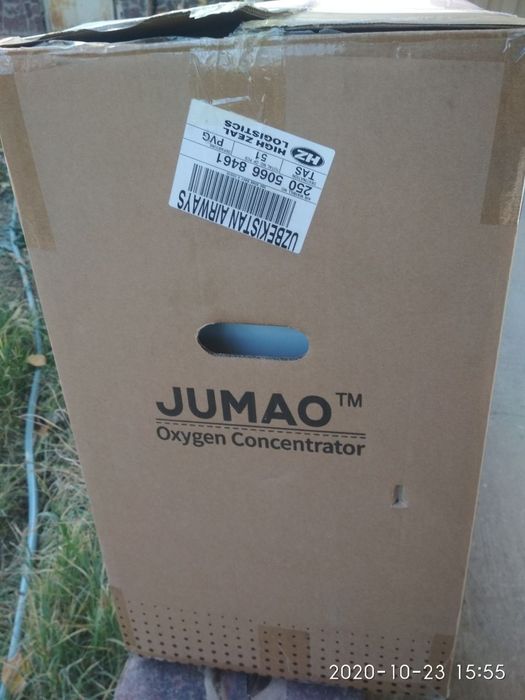 UZBEKISTAN AIRWAYS
250 5066 8461
TAS 51 PVG
HZ HIGH ZEAL
LOGISTICS
JUMAO™
Oxygen Concentrator
2020-10-23 15:55